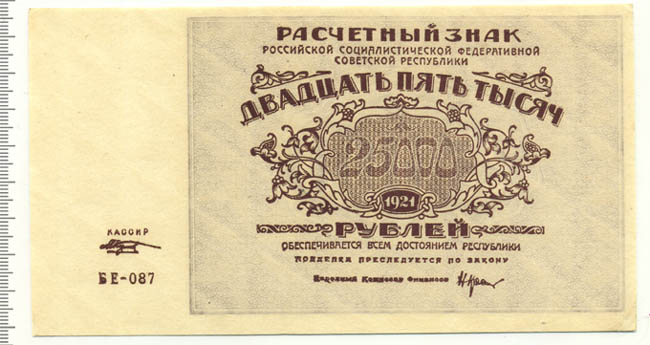 РАСЧЕТНЫЙ ЗНАК
РОССИЙСКОЙ СОЦИАЛИСТИЧЕСКОЙ ФЕДЕРАТИВНОЙ
СОВЕТСКОЙ РЕСПУБЛИКИ
ДВАДЦАТЬ ПЯТЬ ТЫСЯЧ
25000
1921
РУБЛЕЙ
ОБЕСПЕЧИВАЕТСЯ ВСЕМ ДОСТОЯНИЕМ РЕСПУБЛИКИ
ПОДДЕЛКА ПРЕСЛЕДУЕТСЯ ПО ЗАКОНУ
Народный Комиссар Финансов
КАССИР
БЕ-087